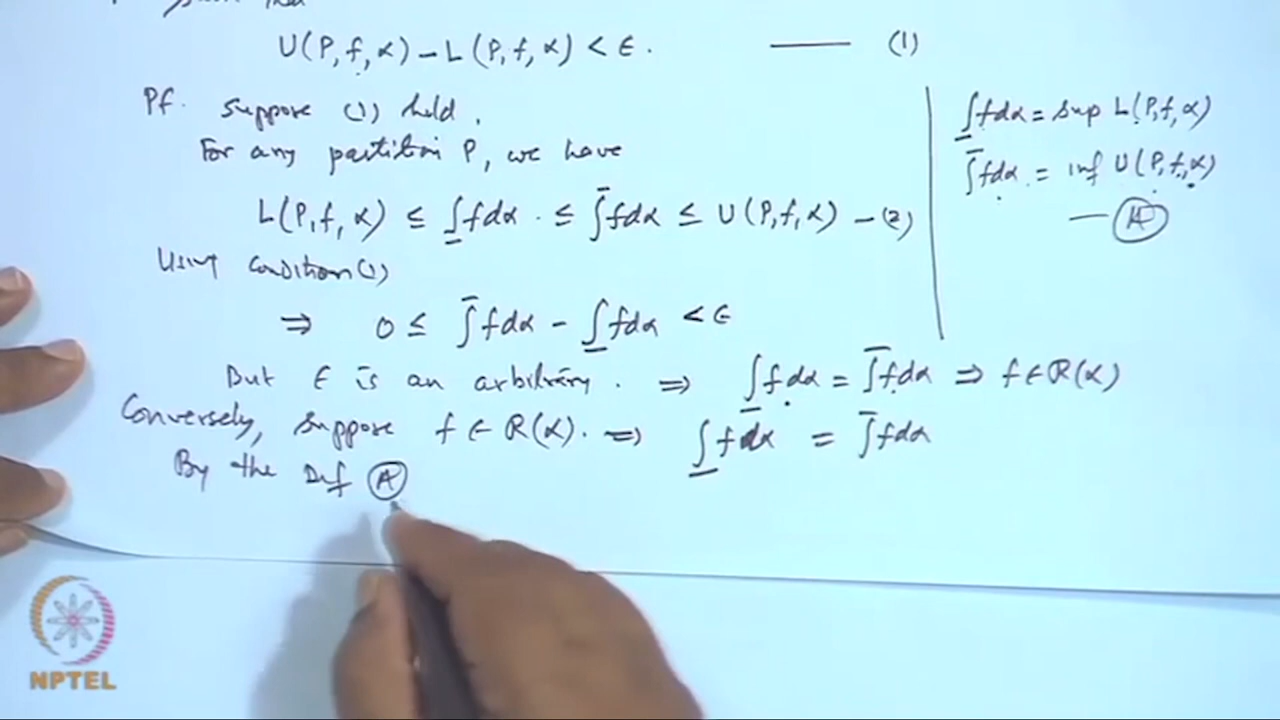 U(P,f,α) – L(P,f,α) < ϵ. —— (1)
Pf. Suppose (1) hold.
For any partition P, we have
L(P,f,α) ≤ ∫̲fdα ≤ ∫̄fdα ≤ U(P,f,α) – (2)
Using condition (1)
⇒ 0 ≤ ∫̄fdα – ∫̲fdα < ϵ
But ϵ is an arbitrary. ⇒ ∫̲fdα = ∫̄fdα ⇒ f∈R(α)
Conversely, suppose f∈R(α). ⇒ ∫̲fdα = ∫̄fdα
By the Def (A)
∫̲fdα = sup L(P,f,α)
∫̄fdα = inf U(P,f,α)
— (A)
NPTEL